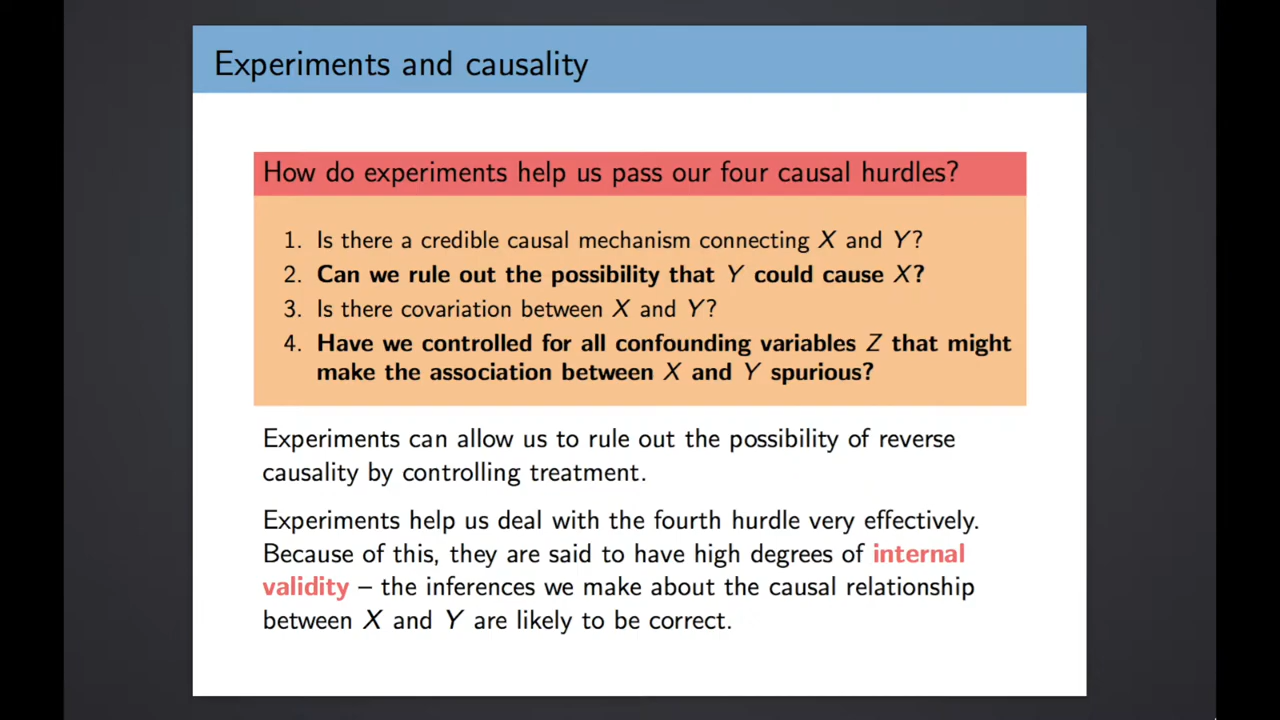 Experiments and causality
How do experiments help us pass our four causal hurdles?
1. Is there a credible causal mechanism connecting X and Y?
2. Can we rule out the possibility that Y could cause X?
3. Is there covariation between X and Y?
4. Have we controlled for all confounding variables Z that might
make the association between X and Y spurious?
Experiments can allow us to rule out the possibility of reverse
causality by controlling treatment.
Experiments help us deal with the fourth hurdle very effectively.
Because of this, they are said to have high degrees of internal
validity – the inferences we make about the causal relationship
between X and Y are likely to be correct.